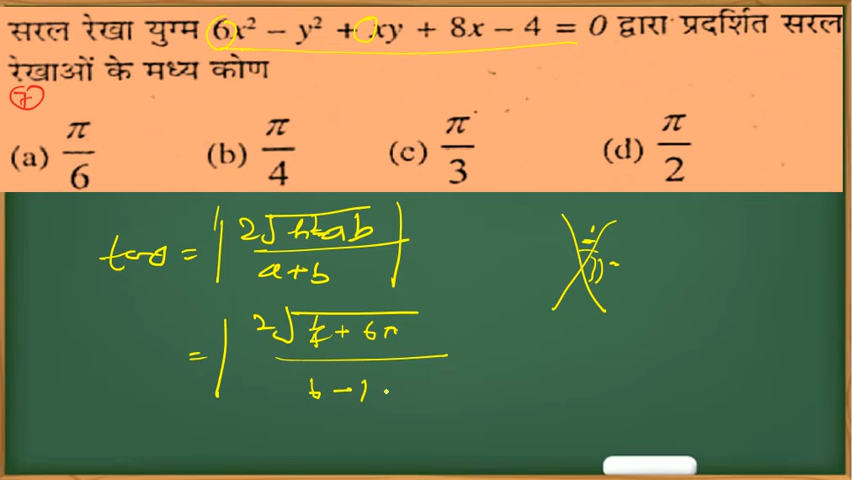 सरल रेखा युग्म 6x² − y² + xy + 8x − 4 = 0 द्वारा प्रदर्शित सरल
रेखाओं के मध्य कोण
(a) π/6 (b) π/4 (c) π/3 (d) π/2
= | 2√(h²-ab) / a+b |
= | 2√(1/4 + 6) / 6 − 1